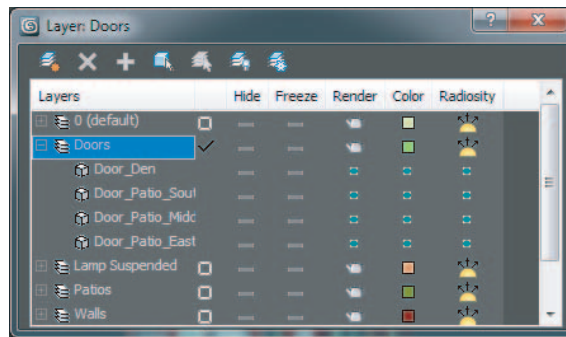 Layer: Doors
Layers Hide Freeze Render Color Radiosity
0 (default)
Doors
Door_Den
Door_Patio_Sout
Door_Patio_Midc
Door_Patio_East
Lamp Suspended
Patios
Walls